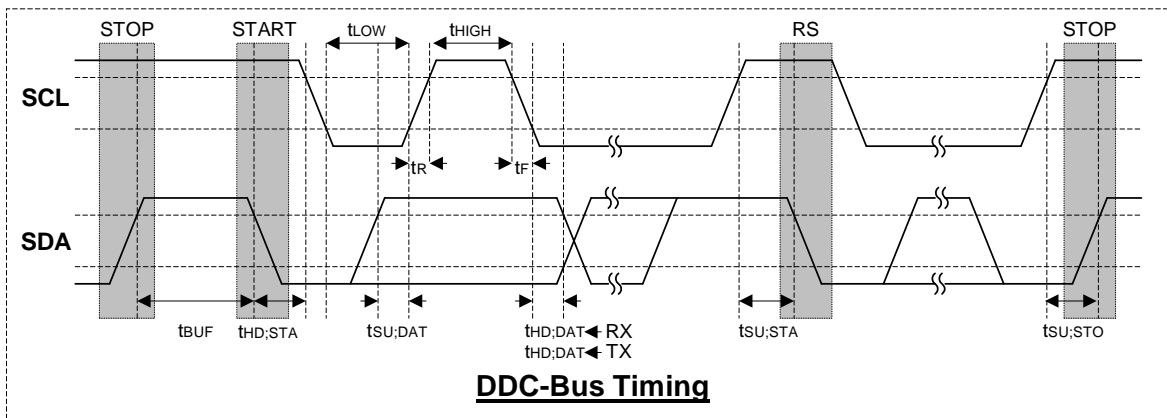 STOP START tLOW tHIGH RS STOP
SCL
tR tF
SDA
tBUF tHD;STA tSU;DAT tHD;DAT RX tSU;STA tSU;STO
tHD;DAT TX
DDC-Bus Timing